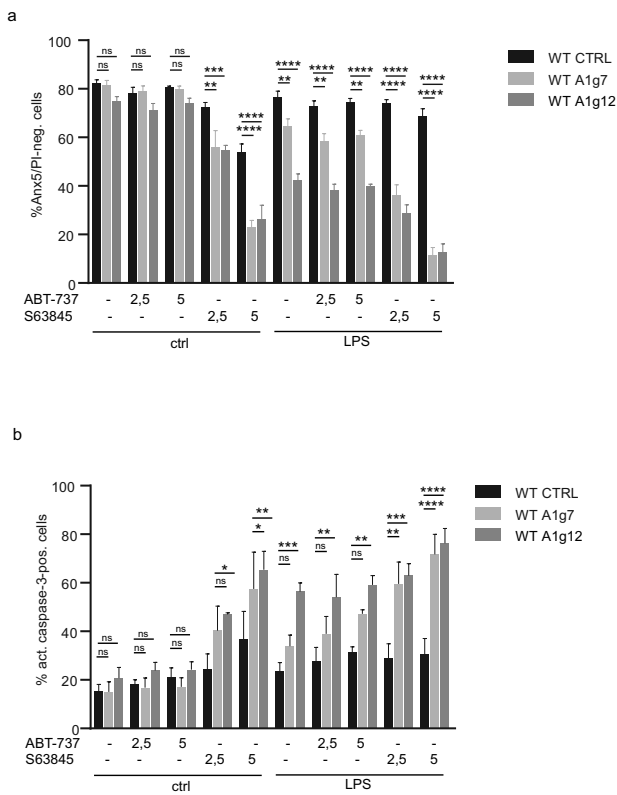 a
%Anx5/PI-neg. cells
100
80
60
40
20
0
ns ns ns *** **** **** **** **** **** ****
ns ns ns ** **** ** ** ** **** ****
WT CTRL
WT A1g7
WT A1g12
ABT-737 - 2,5 5 - - - 2,5 5 - -
S63845 - - - 2,5 5 - - - 2,5 5
ctrl LPS
b
% act. caspase-3-pos. cells
100
80
60
40
20
0
ns ns ns * ** *** ** ** *** ****
ns ns ns ns * ns ns ns ** ****
WT CTRL
WT A1g7
WT A1g12
ABT-737 - 2,5 5 - - - 2,5 5 - -
S63845 - - - 2,5 5 - - - 2,5 5
ctrl LPS